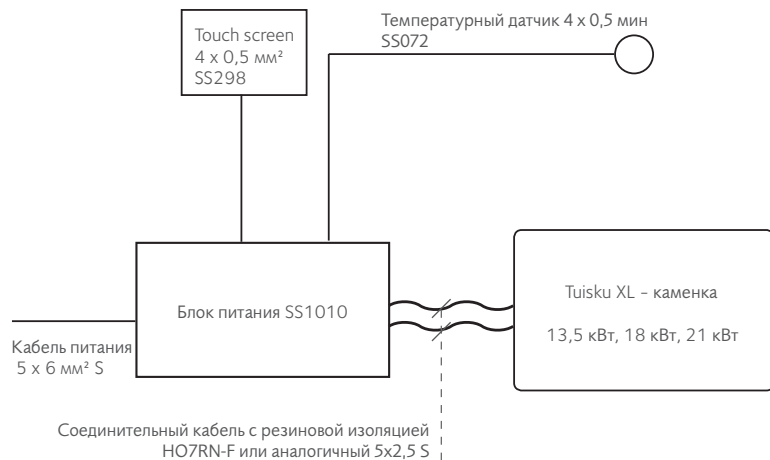 Touch screen
4 x 0,5 мм²
SS298
Температурный датчик 4 x 0,5 мин
SS072
Блок питания SS1010
Tuisku XL – каменка
13,5 кВт, 18 кВт, 21 кВт
Кабель питания
5 x 6 мм² S
Соединительный кабель с резиновой изоляцией
HO7RN-F или аналогичный 5x2,5 S